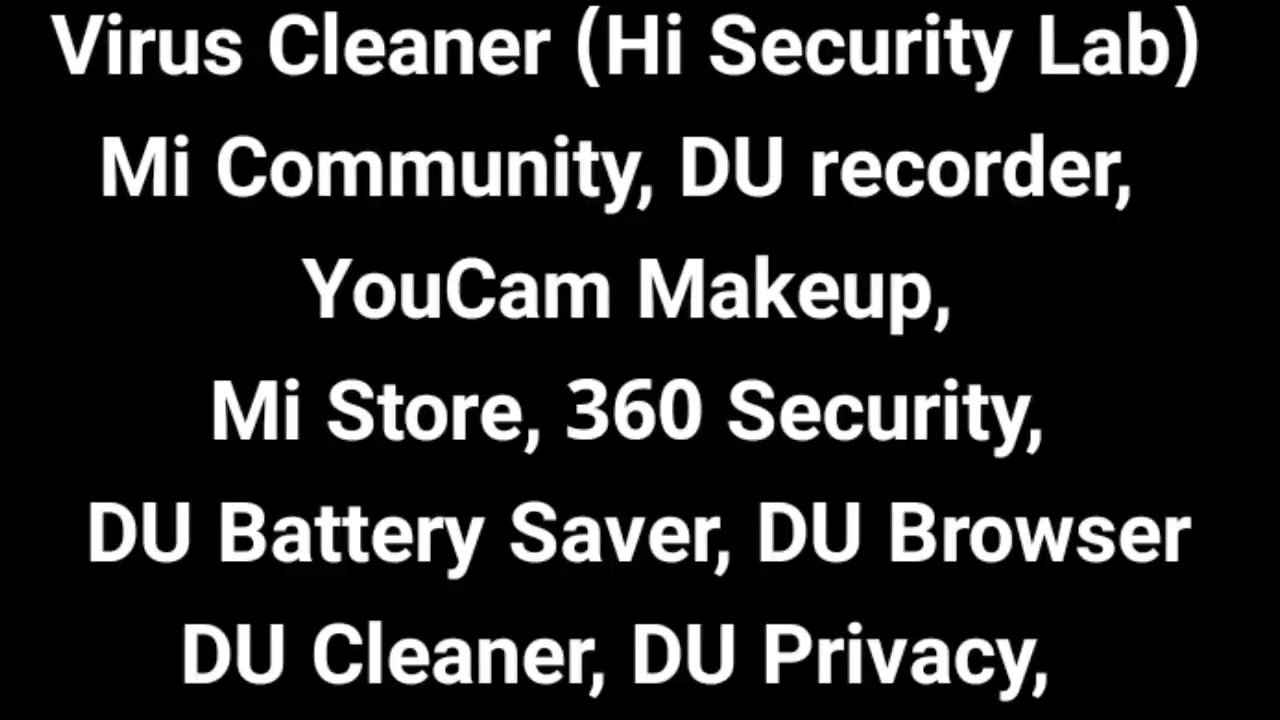 Virus Cleaner (Hi Security Lab)
Mi Community, DU recorder,
YouCam Makeup,
Mi Store, 360 Security,
DU Battery Saver, DU Browser
DU Cleaner, DU Privacy,